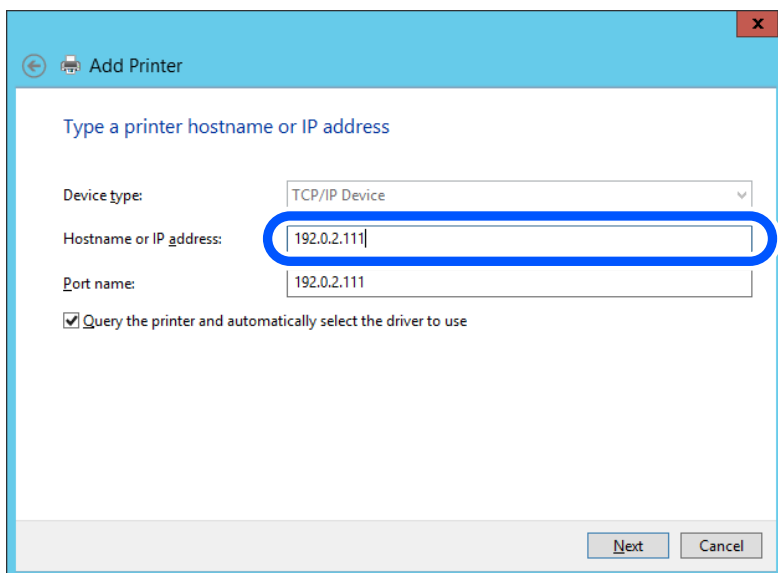 x
Add Printer
Type a printer hostname or IP address
Device type: TCP/IP Device
Hostname or IP address: 192.0.2.111
Port name: 192.0.2.111
Query the printer and automatically select the driver to use
Next Cancel